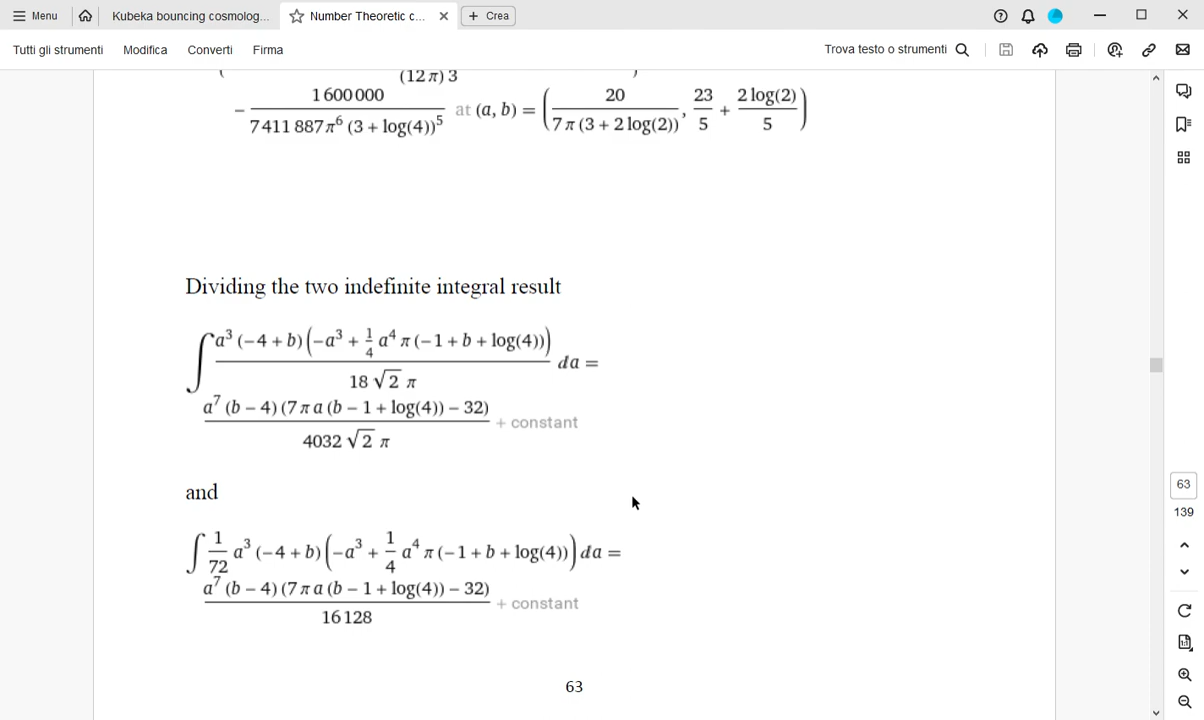 Menu Kubeka bouncing cosmolog... Number Theoretic c... + Crea
Tutti gli strumenti Modifica Converti Firma Trova testo o strumenti
(12 π) 3
− 1 600 000 / 7 411 887 π⁶ (3 + log(4))⁵ at (a, b) = (20 / 7 π (3 + 2 log(2)), 23/5 + 2 log(2)/5)
Dividing the two indefinite integral result
∫ a³ (−4 + b) (−a³ + 1/4 a⁴ π (−1 + b + log(4))) / 18 √2 π da =
a⁷ (b − 4) (7 π a (b − 1 + log(4)) − 32) / 4032 √2 π + constant
and
∫ 1/72 a³ (−4 + b) (−a³ + 1/4 a⁴ π (−1 + b + log(4))) da =
a⁷ (b − 4) (7 π a (b − 1 + log(4)) − 32) / 16 128 + constant
63
63
139